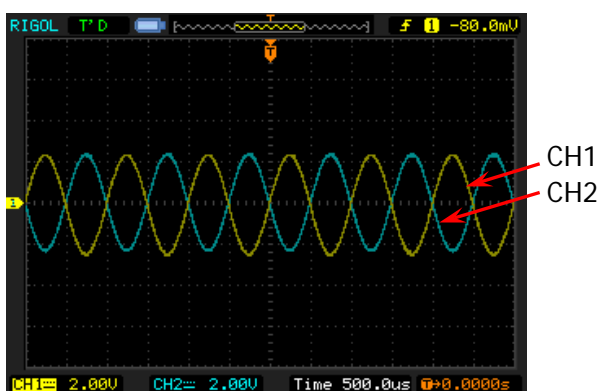 RIGOL T'D T f 1 -80.0mV
T
CH1
CH2
1
CH1 2.00V CH2 2.00V Time 500.0us T→0.0000s